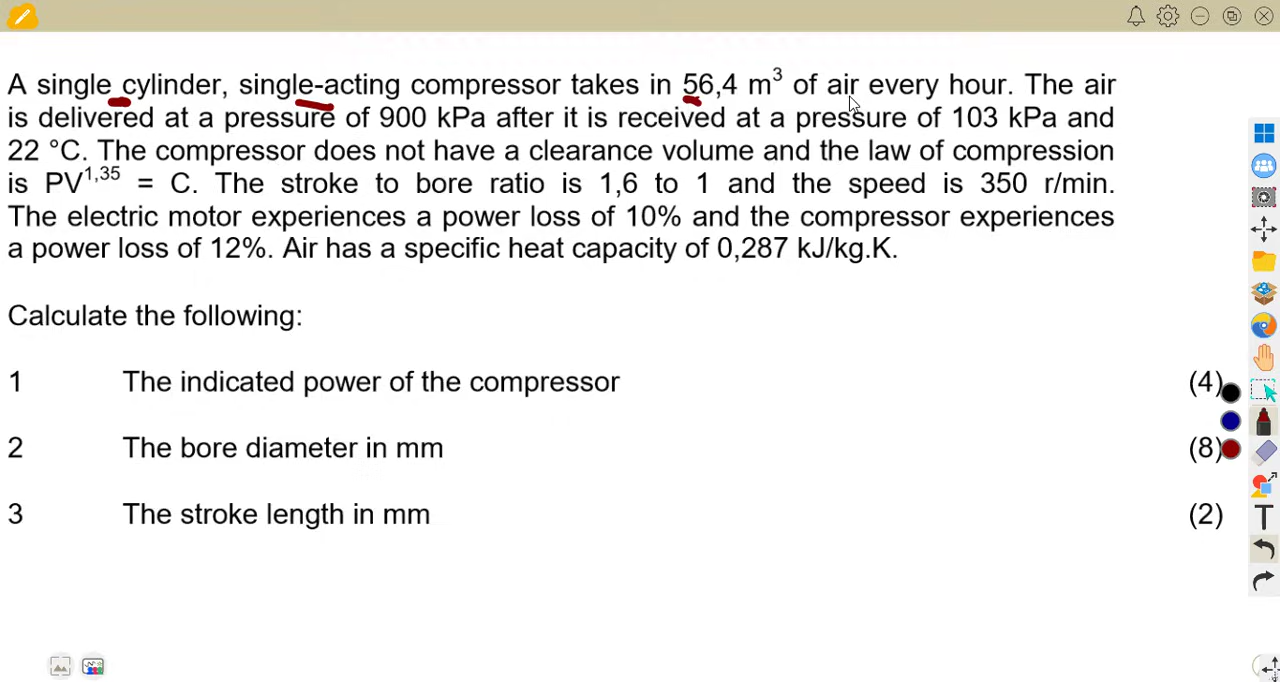 A single cylinder, single-acting compressor takes in 56,4 m³ of air every hour. The air
is delivered at a pressure of 900 kPa after it is received at a pressure of 103 kPa and
22 °C. The compressor does not have a clearance volume and the law of compression
is PV¹,³⁵ = C. The stroke to bore ratio is 1,6 to 1 and the speed is 350 r/min.
The electric motor experiences a power loss of 10% and the compressor experiences
a power loss of 12%. Air has a specific heat capacity of 0,287 kJ/kg.K.
Calculate the following:
1 The indicated power of the compressor (4)
2 The bore diameter in mm (8)
3 The stroke length in mm (2)
T